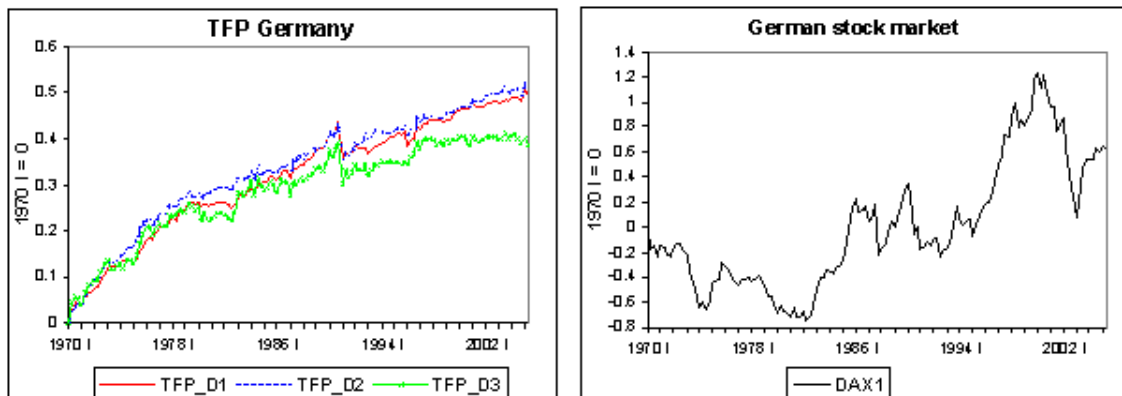 TFP Germany
0.6
0.5
0.4
0.3
0.2
0.1
0
1970 I = 0
1970 I 1978 I 1986 I 1994 I 2002 I
TFP_D1 TFP_D2 TFP_D3
German stock market
1.4
1.2
1
0.8
0.6
0.4
0.2
0
-0.2
-0.4
-0.6
-0.8
1970 I = 0
1970 I 1978 I 1986 I 1994 I 2002 I
DAX1